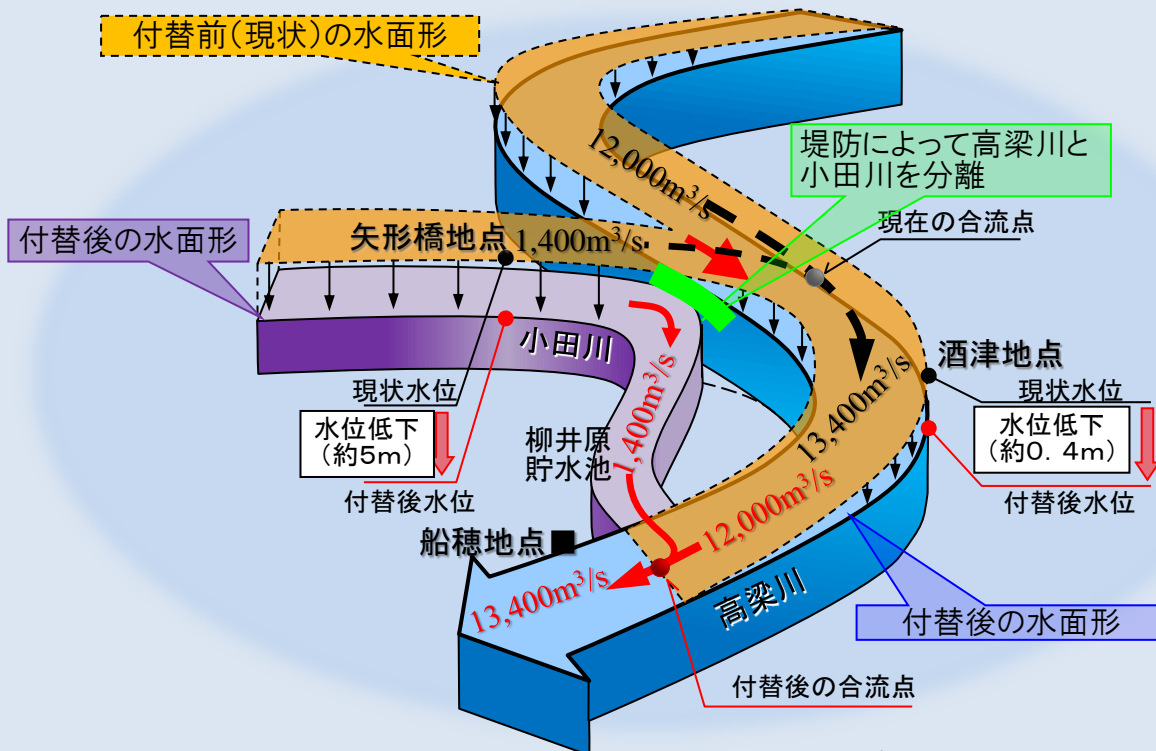 付替前(現状)の水面形
12,000m³/s
堤防によって高梁川と
小田川を分離
現在の合流点
付替後の水面形
矢形橋地点
1,400m³/s
小田川
酒津地点
現状水位
水位低下
(約5m)
付替後水位
1,400m³/s
柳井原
貯水池
13,400m³/s
現状水位
水位低下
(約0.4m)
付替後水位
12,000m³/s
船穂地点■
13,400m³/s
高梁川
付替後の水面形
付替後の合流点